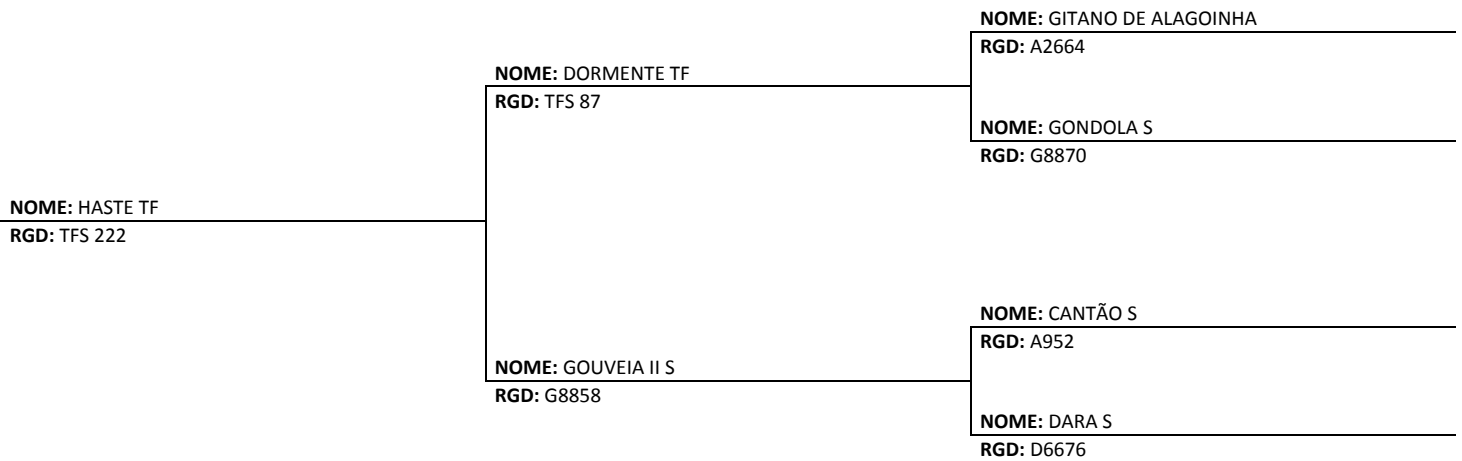 NOME: GITANO DE ALAGOINHA
RGD: A2664
NOME: DORMENTE TF
RGD: TFS 87
NOME: GONDOLA S
RGD: G8870
NOME: HASTE TF
RGD: TFS 222
NOME: CANTÃO S
RGD: A952
NOME: GOUVEIA II S
RGD: G8858
NOME: DARA S
RGD: D6676